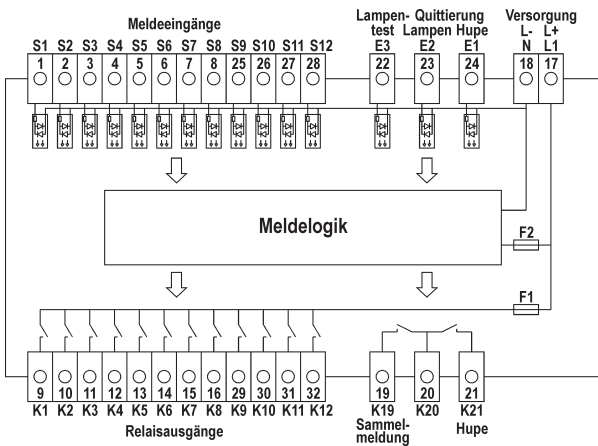 Meldeeingänge
Lampen-
test
Quittierung
Lampen Hupe
Versorgung
L- L+
S1 S2 S3 S4 S5 S6 S7 S8 S9 S10 S11 S12 E3 E2 E1 N L1
1 2 3 4 5 6 7 8 25 26 27 28 22 23 24 18 17
Meldelogik
F2
F1
9 10 11 12 13 14 15 16 29 30 31 32 19 20 21
K1 K2 K3 K4 K5 K6 K7 K8 K9 K10 K11 K12 K19 K20 K21
Relaisausgänge
Sammel-
meldung
Hupe